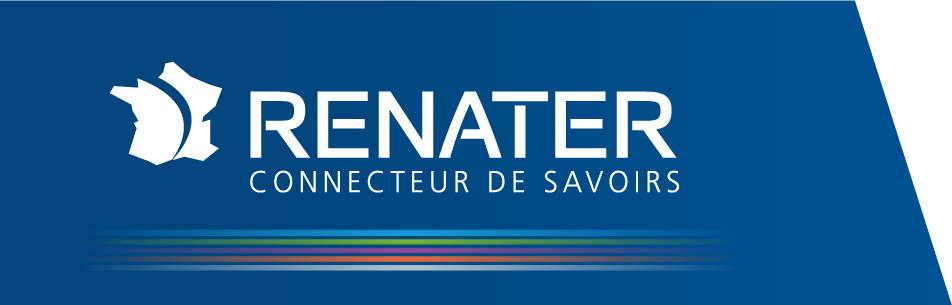 RENATER
CONNECTEUR DE SAVOIRS